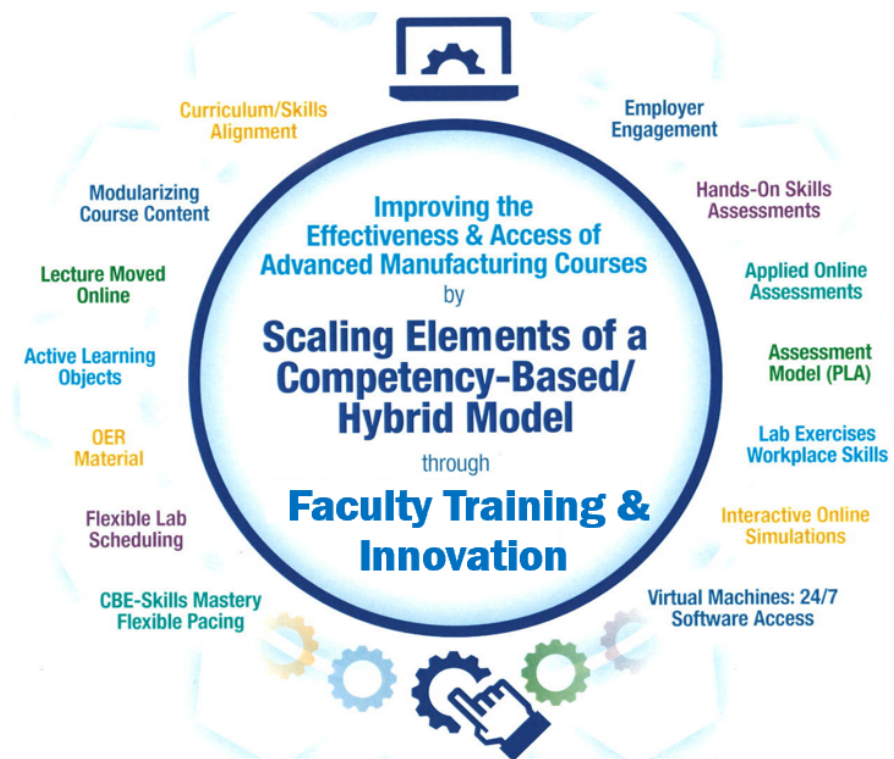 Curriculum/Skills
Alignment
Employer
Engagement
Modularizing
Course Content
Hands-On Skills
Assessments
Lecture Moved
Online
Applied Online
Assessments
Active Learning
Objects
Assessment
Model (PLA)
OER
Material
Lab Exercises
Workplace Skills
Flexible Lab
Scheduling
Interactive Online
Simulations
CBE-Skills Mastery
Flexible Pacing
Virtual Machines: 24/7
Software Access
Improving the
Effectiveness & Access of
Advanced Manufacturing Courses
by
Scaling Elements of a
Competency-Based/
Hybrid Model
through
Faculty Training &
Innovation